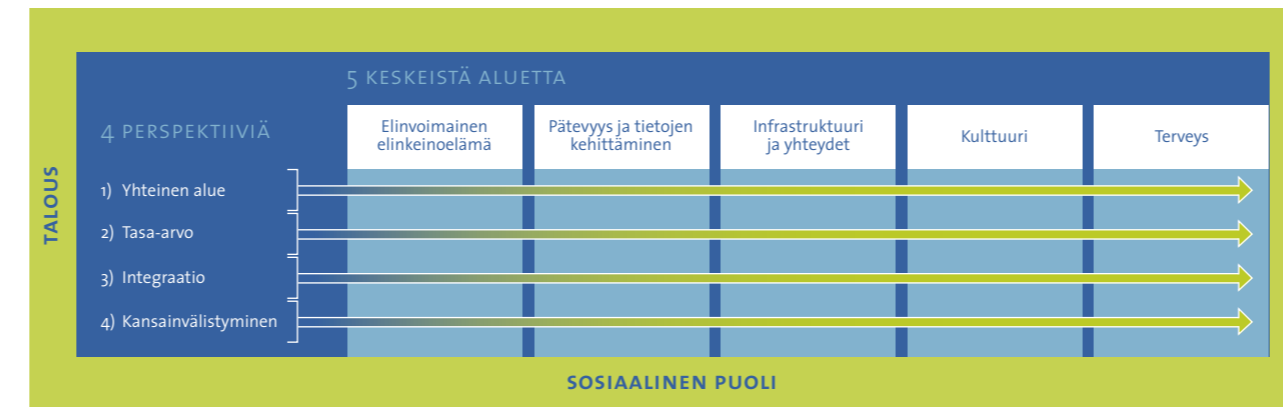 5 KESKEISTÄ ALUETTA
4 PERSPEKTIIVIÄ
Elinvoimainen
elinkeinoelämä
Pätevyys ja tietojen
kehittäminen
Infrastruktuuri
ja yhteydet
Kulttuuri
Terveys
TALOUS
1) Yhteinen alue
2) Tasa-arvo
3) Integraatio
4) Kansainvälistyminen
SOSIAALINEN PUOLI